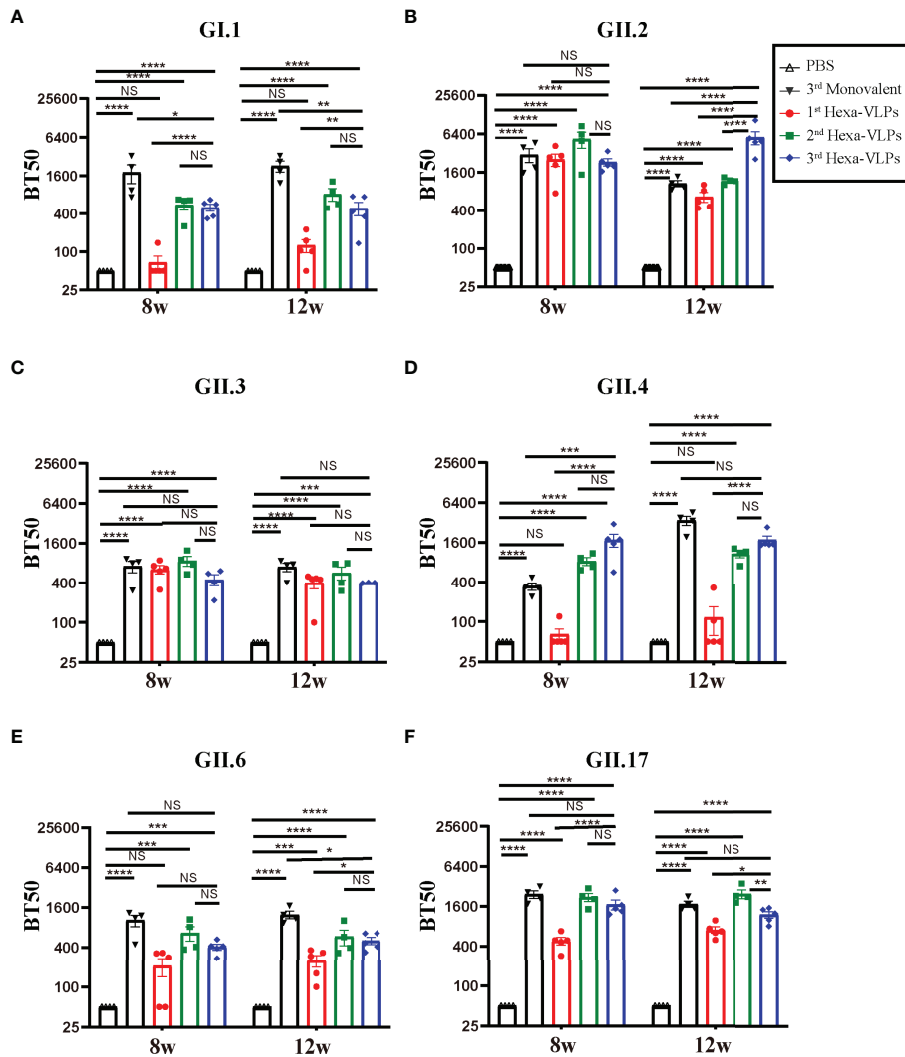 A
GI.1
****
****
NS
****
*
****
NS
****
****
NS
****
**
**
NS
BT50
25600
6400
1600
400
100
25
8w
12w
B
GII.2
NS
NS
****
****
****
****
NS
****
****
****
****
****
****
****
BT50
25600
6400
1600
400
100
25
8w
12w
PBS
3rd Monovalent
1st Hexa-VLPs
2nd Hexa-VLPs
3rd Hexa-VLPs
C
GII.3
****
****
NS
****
NS
****
NS
NS
***
****
****
NS
****
NS
BT50
25600
6400
1600
400
100
25
8w
12w
D
GII.4
***
****
NS
****
****
NS
****
****
****
NS
NS
****
****
NS
BT50
25600
6400
1600
400
100
25
8w
12w
E
GII.6
NS
***
***
NS
****
NS
NS
****
****
***
*
****
*
NS
BT50
25600
6400
1600
400
100
25
8w
12w
F
GII.17
****
****
NS
****
****
****
NS
****
****
****
NS
****
*
**
BT50
25600
6400
1600
400
100
25
8w
12w